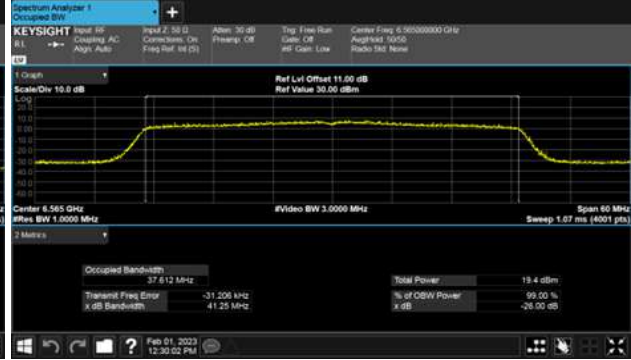 Spectrum Analyzer 1
Occupied BW
+
KEYSIGHT Input: RF Input Z: 50 Ω Atten: 30 dB Trig: Free Run Center Freq: 6.565000000 GHz
RL Coupling: AC Corrections: On Preamp: Off Gate: Off Avg|Hold: 50/50
Align: Auto Freq Ref: Int (S) #IF Gain: Low Radio Std: None
LW
1 Graph
Scale/Div 10.0 dB
Ref Lvl Offset 11.00 dB
Ref Value 30.00 dBm
Log
20.0
10.0
0.00
-10.0
-20.0
-30.0
-40.0
-50.0
-60.0
Center 6.565 GHz #Video BW 3.0000 MHz Span 60 MHz
#Res BW 1.0000 MHz Sweep 1.07 ms (4001 pts)
2 Metrics
Occupied Bandwidth
37.612 MHz
Total Power 19.4 dBm
Transmit Freq Error -31.206 kHz % of OBW Power 99.00 %
x dB Bandwidth 41.25 MHz x dB -26.00 dB
Feb 01, 2023
12:30:02 PM